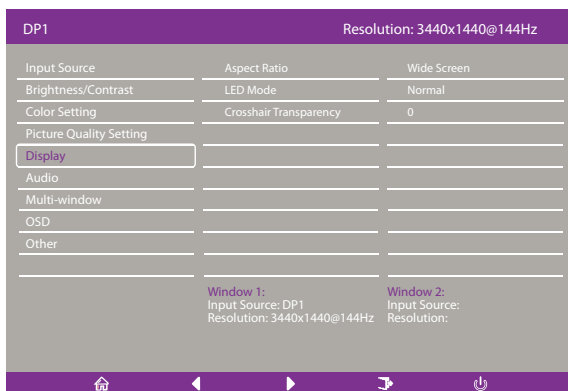 DP1 Resolution: 3440x1440@144Hz
Input Source Aspect Ratio Wide Screen
Brightness/Contrast LED Mode Normal
Color Setting Crosshair Transparency 0
Picture Quality Setting
Display
Audio
Multi-window
OSD
Other
Window 1: Window 2:
Input Source: DP1 Input Source:
Resolution: 3440x1440@144Hz Resolution: